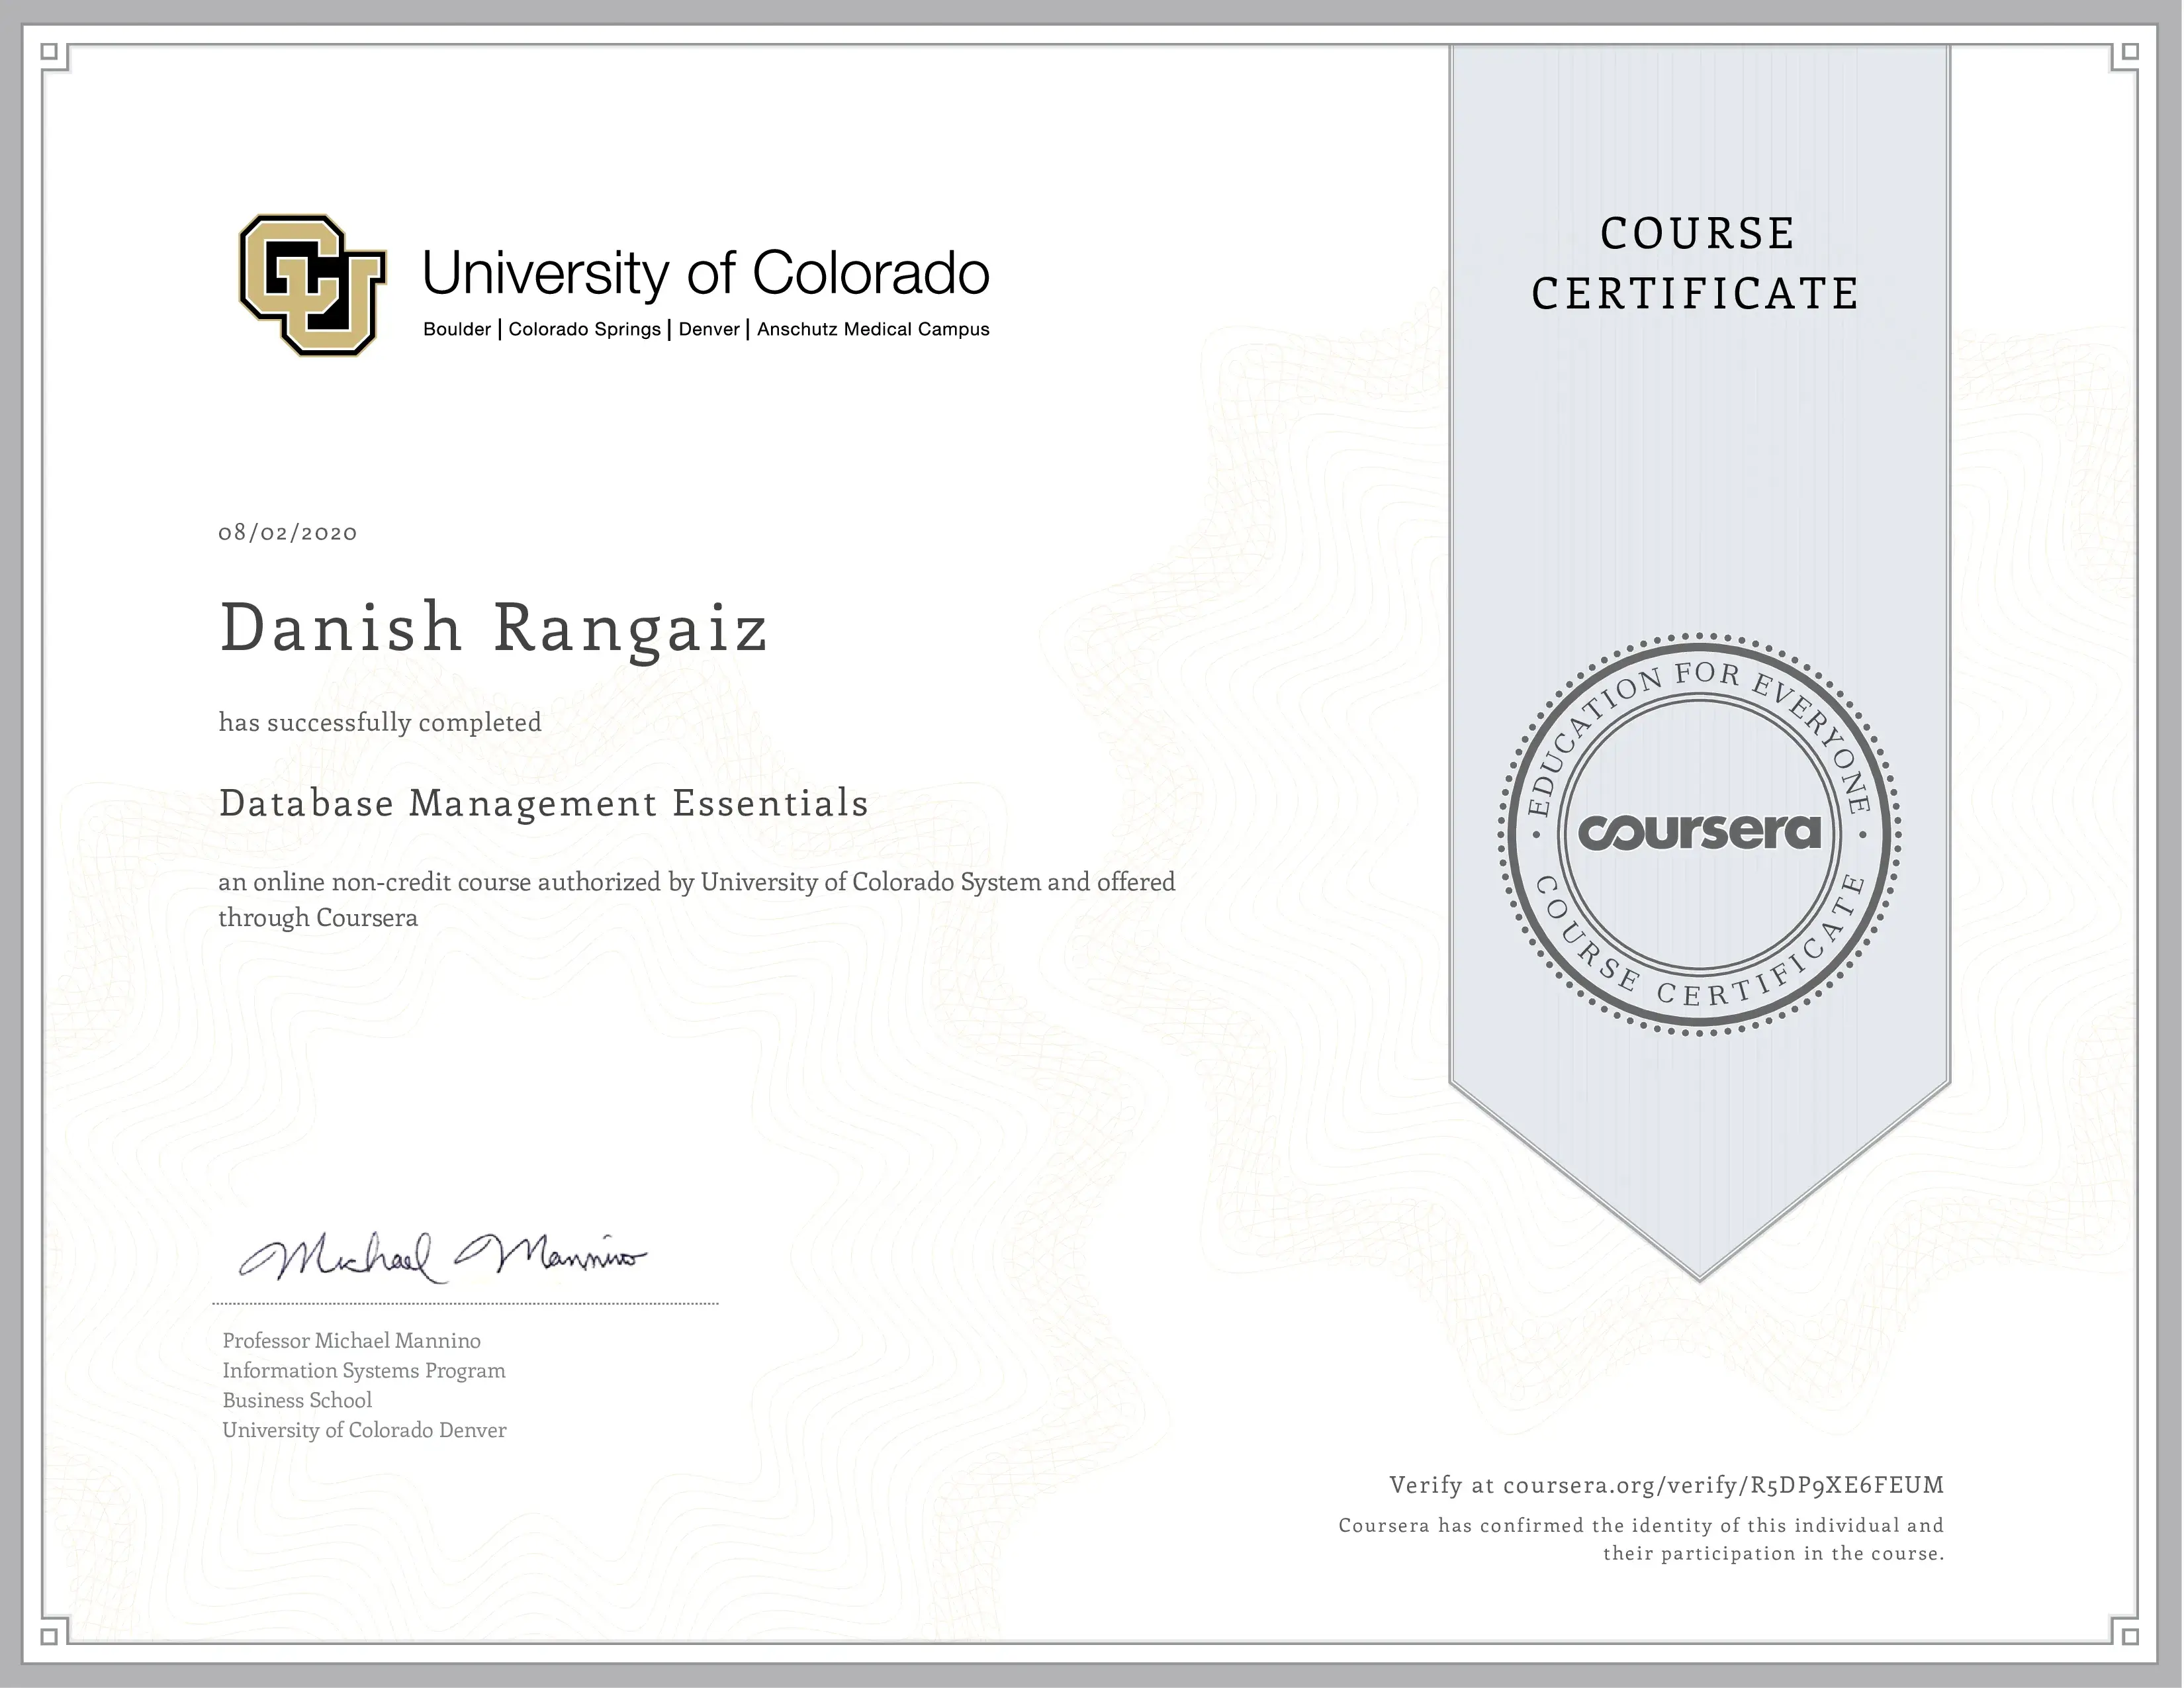 University of Colorado
Boulder | Colorado Springs | Denver | Anschutz Medical Campus
COURSE
CERTIFICATE
08/02/2020
Danish Rangaiz
has successfully completed
Database Management Essentials
an online non-credit course authorized by University of Colorado System and offered
through Coursera
EDUCATION FOR EVERYONE
coursera
COURSE CERTIFICATE
Michael Mannino
Professor Michael Mannino
Information Systems Program
Business School
University of Colorado Denver
Verify at coursera.org/verify/R5DP9XE6FEUM
Coursera has confirmed the identity of this individual and
their participation in the course.